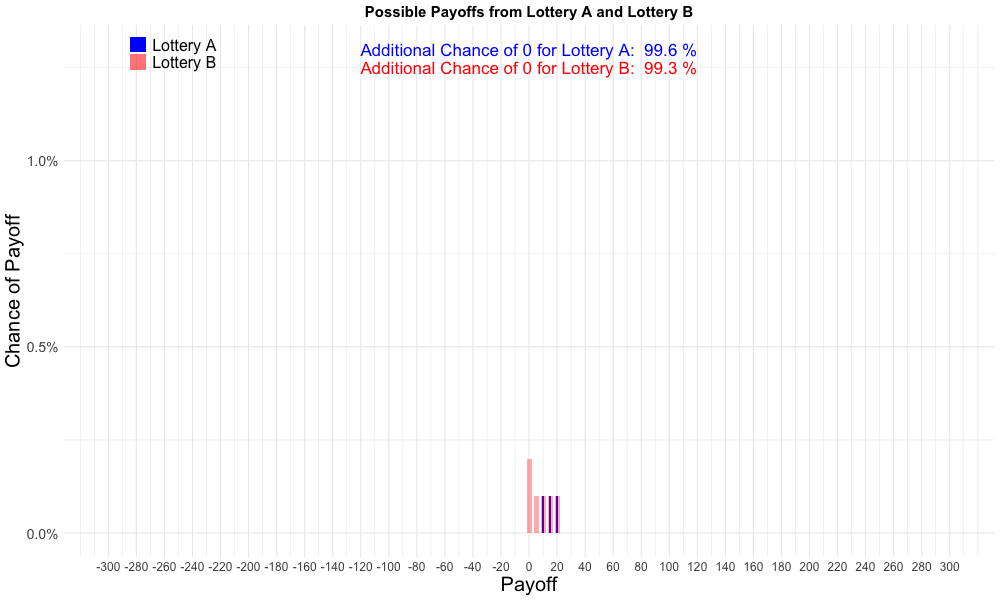 Possible Payoffs from Lottery A and Lottery B
Lottery A
Lottery B
Additional Chance of 0 for Lottery A:  99.6 %
Additional Chance of 0 for Lottery B:  99.3 %
Chance of Payoff
1.0%
0.5%
0.0%
-300 -280 -260 -240 -220 -200 -180 -160 -140 -120 -100 -80 -60 -40 -20 0 20 40 60 80 100 120 140 160 180 200 220 240 260 280 300
Payoff